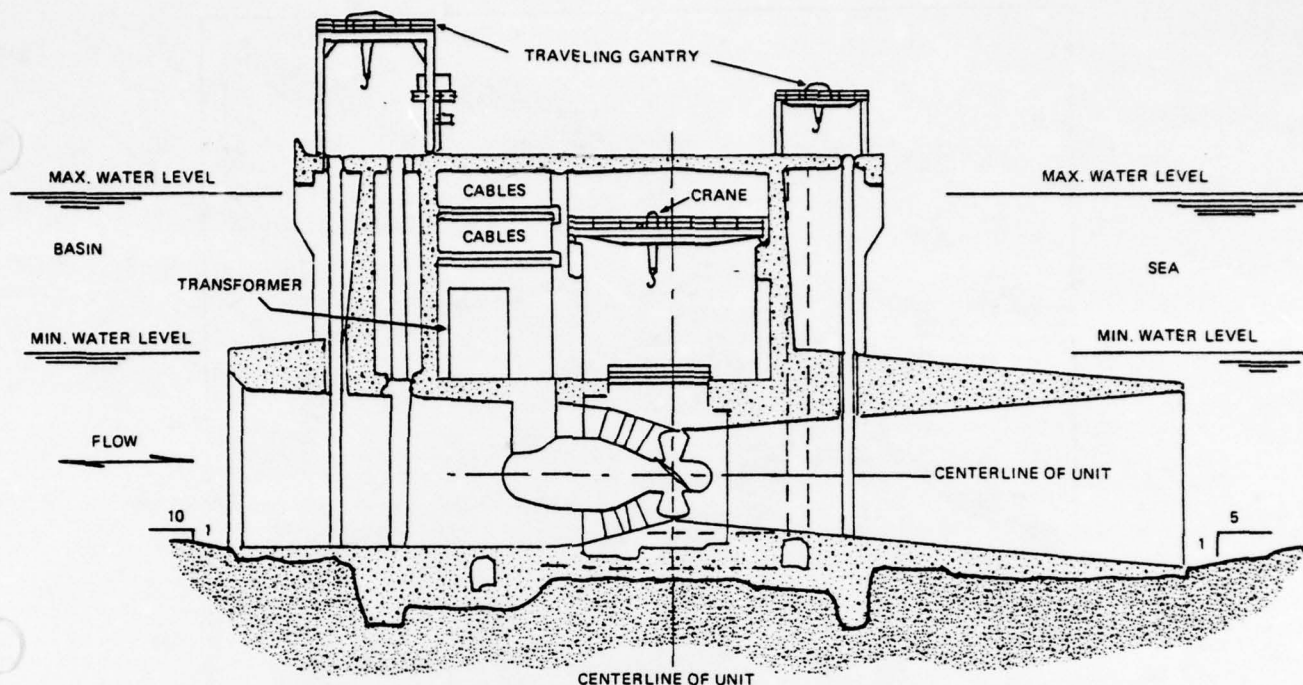 TRAVELING GANTRY
MAX. WATER LEVEL
MAX. WATER LEVEL
CABLES
CRANE
CABLES
BASIN
SEA
TRANSFORMER
MIN. WATER LEVEL
MIN. WATER LEVEL
FLOW
CENTERLINE OF UNIT
10
1
5
1
CENTERLINE OF UNIT